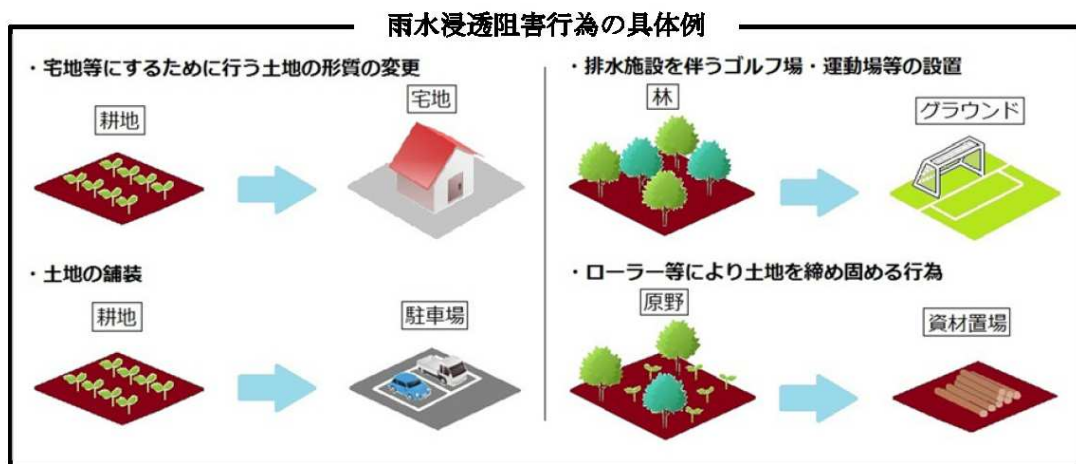 雨水浸透阻害行為の具体例
・宅地等にするために行う土地の形質の変更
耕地
宅地
・土地の舗装
耕地
駐車場
・排水施設を伴うゴルフ場・運動場等の設置
林
グラウンド
・ローラー等により土地を締め固める行為
原野
資材置場